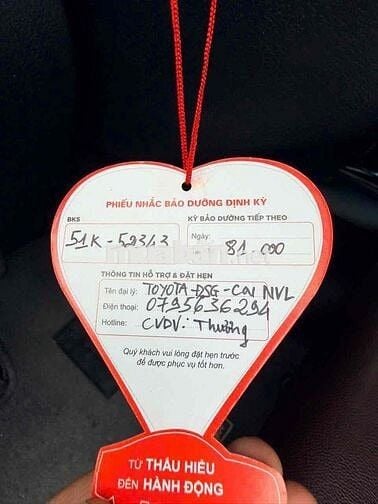 PHIẾU NHẮC BẢO DƯỠNG ĐỊNH KỲ
BKS
KỲ BẢO DƯỠNG TIẾP THEO
51K - 52313
Ngày:
81.000
THÔNG TIN HỖ TRỢ & ĐẶT HẸN
Tên đại lý: TOYOTA-ĐSG-CN NVL
Điện thoại: 0795636294
Hotline: CVDV: Thường
Quý khách vui lòng đặt hẹn trước
để được phục vụ tốt hơn.
TỪ THẤU HIỂU
ĐẾN HÀNH ĐỘNG